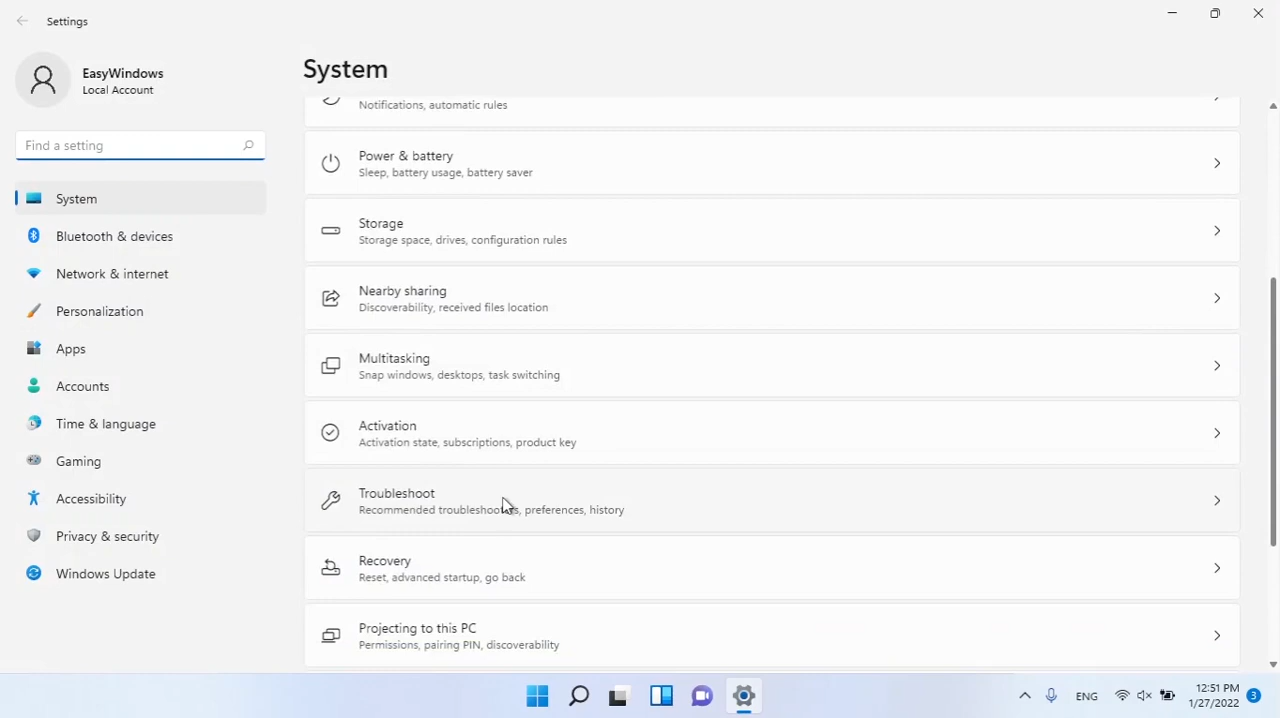 Settings
EasyWindows
Local Account
Find a setting
System
Bluetooth & devices
Network & internet
Personalization
Apps
Accounts
Time & language
Gaming
Accessibility
Privacy & security
Windows Update
System
Notifications, automatic rules
Power & battery
Sleep, battery usage, battery saver
Storage
Storage space, drives, configuration rules
Nearby sharing
Discoverability, received files location
Multitasking
Snap windows, desktops, task switching
Activation
Activation state, subscriptions, product key
Troubleshoot
Recommended troubleshooters, preferences, history
Recovery
Reset, advanced startup, go back
Projecting to this PC
Permissions, pairing PIN, discoverability
ENG
12:51 PM
1/27/2022
3